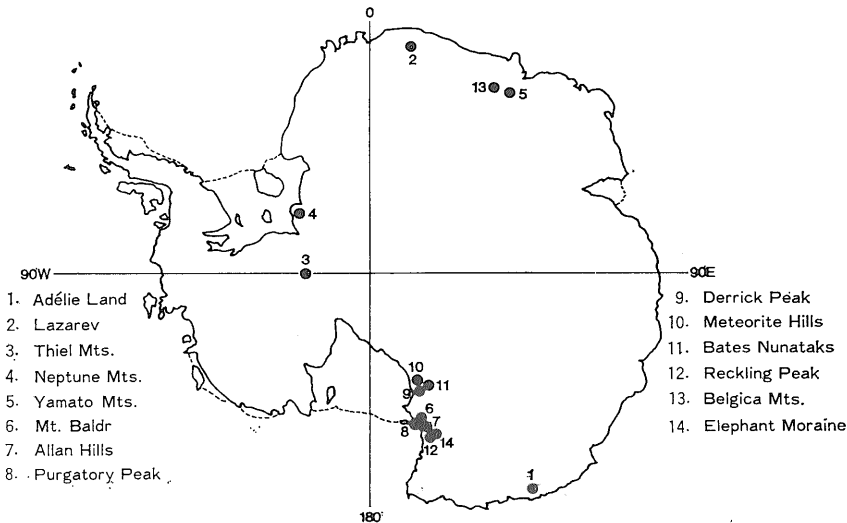 0
2
13
5
4
3
90W
90E
1. Adélie Land
2. Lazarev
3. Thiel Mts.
4. Neptune Mts.
5. Yamato Mts.
6. Mt. Baldr
7. Allan Hills
8. Purgatory Peak
9. Derrick Peak
10. Meteorite Hills
11. Bates Nunataks
12. Reckling Peak
13. Belgica Mts.
14. Elephant Moraine
10
11
9
6
7
8
14
12
1
180°